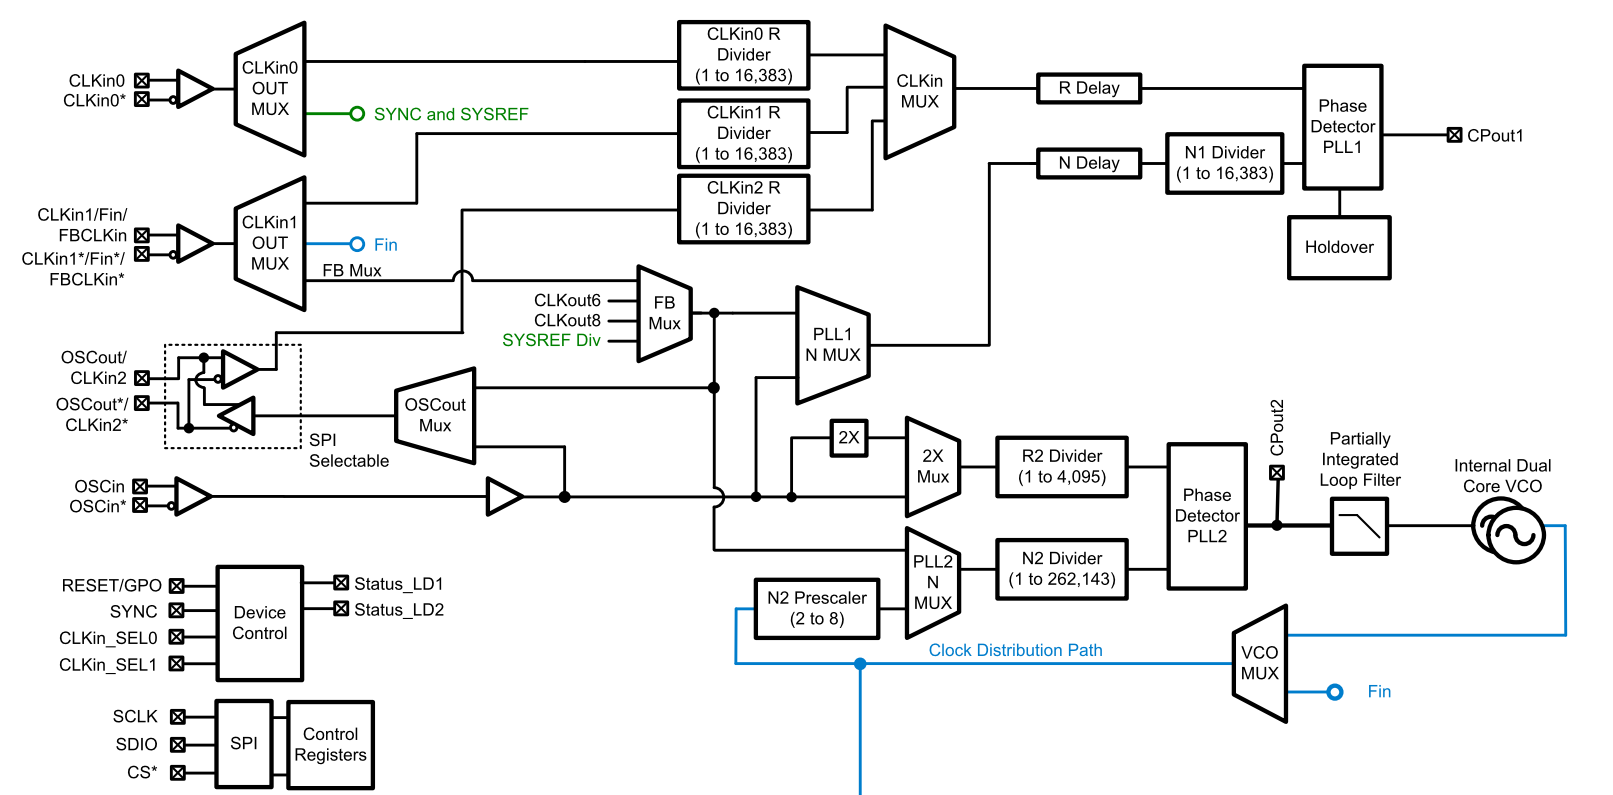 CLKin0
CLKin0*
CLKin0
OUT
MUX
SYNC and SYSREF
CLKin0 R
Divider
(1 to 16,383)
CLKin1 R
Divider
(1 to 16,383)
CLKin2 R
Divider
(1 to 16,383)
CLKin
MUX
R Delay
N Delay
N1 Divider
(1 to 16,383)
Phase
Detector
PLL1
CPout1
Holdover
CLKin1/Fin/
FBCLKin
CLKin1*/Fin*/
FBCLKin*
CLKin1
OUT
MUX
Fin
FB Mux
CLKout6
CLKout8
SYSREF Div
FB
Mux
PLL1
N MUX
OSCout/
CLKin2
OSCout*/
CLKin2*
SPI
Selectable
OSCout
Mux
OSCin
OSCin*
2X
2X
Mux
R2 Divider
(1 to 4,095)
PLL2
N
MUX
N2 Divider
(1 to 262,143)
N2 Prescaler
(2 to 8)
Phase
Detector
PLL2
CPout2
Partially
Integrated
Loop Filter
Internal Dual
Core VCO
VCO
MUX
Fin
Clock Distribution Path
RESET/GPO
SYNC
CLKin_SEL0
CLKin_SEL1
Device
Control
Status_LD1
Status_LD2
SCLK
SDIO
CS*
SPI
Control
Registers